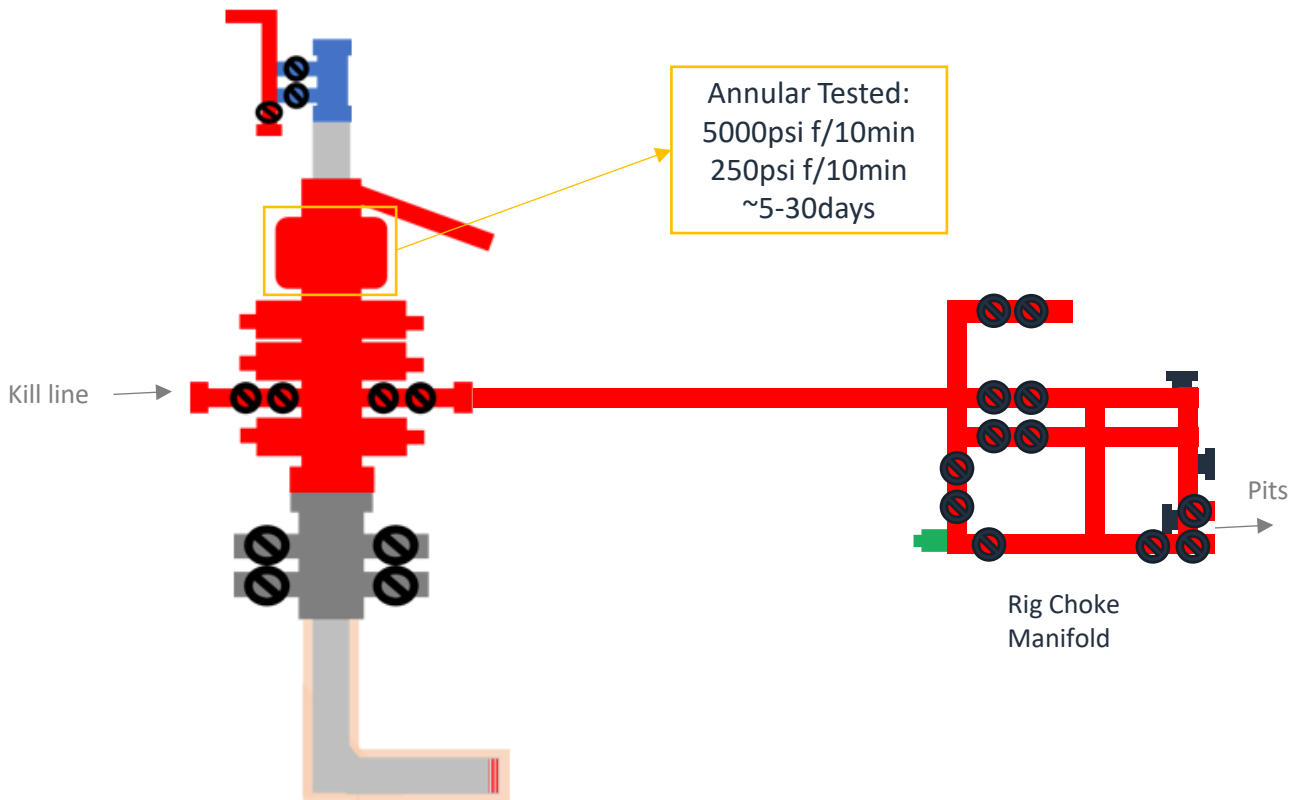 Annular Tested:
5000psi f/10min
250psi f/10min
~5-30days
Kill line
Pits
Rig Choke
Manifold